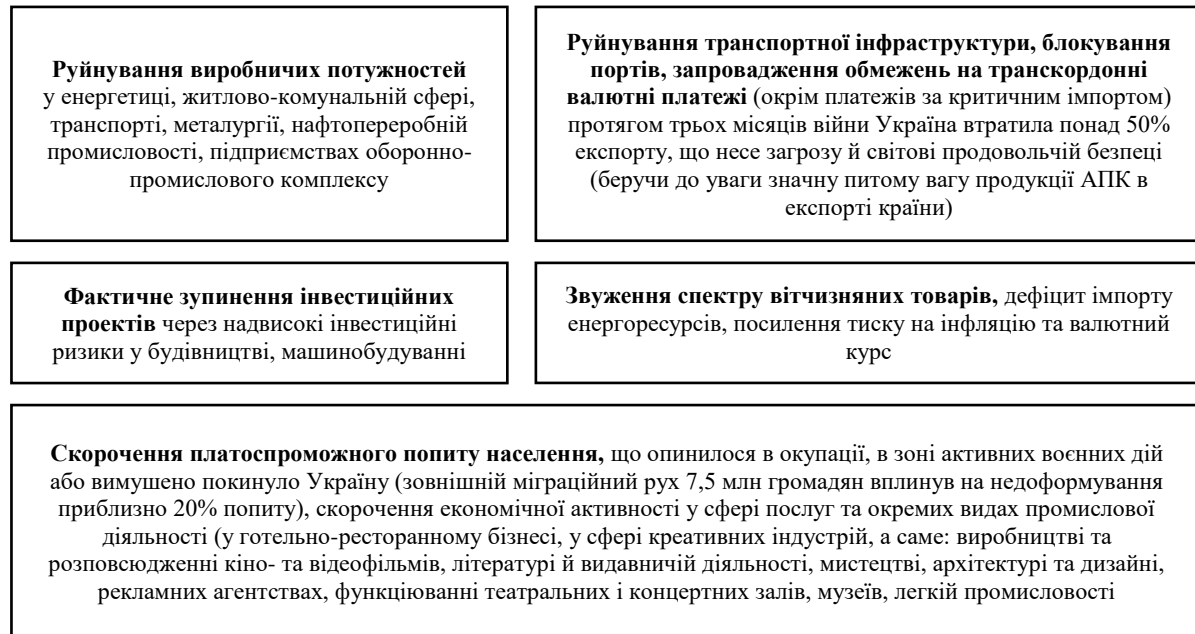 Руйнування виробничих потужностей
у енергетиці, житлово-комунальній сфері,
транспорті, металургії, нафтопереробній
промисловості, підприємствах оборонно-
промислового комплексу
Руйнування транспортної інфраструктури, блокування
портів, запровадження обмежень на транскордонні
валютні платежі (окрім платежів за критичним імпортом)
протягом трьох місяців війни Україна втратила понад 50%
експорту, що несе загрозу й світові продовольчій безпеці
(беручи до уваги значну питому вагу продукції АПК в
експорті країни)
Фактичне зупинення інвестиційних
проектів через надвисокі інвестиційні
ризики у будівництві, машинобудуванні
Звуження спектру вітчизняних товарів, дефіцит імпорту
енергоресурсів, посилення тиску на інфляцію та валютний
курс
Скорочення платоспроможного попиту населення, що опинилося в окупації, в зоні активних воєнних дій
або вимушено покинуло Україну (зовнішній міграційний рух 7,5 млн громадян вплинув на недоформування
приблизно 20% попиту), скорочення економічної активності у сфері послуг та окремих видах промислової
діяльності (у готельно-ресторанному бізнесі, у сфері креативних індустрій, а саме: виробництві та
розповсюдженні кіно- та відеофільмів, літературі й видавничій діяльності, мистецтві, архітектурі та дизайні,
рекламних агентствах, функціюванні театральних і концертних залів, музеїв, легкій промисловості